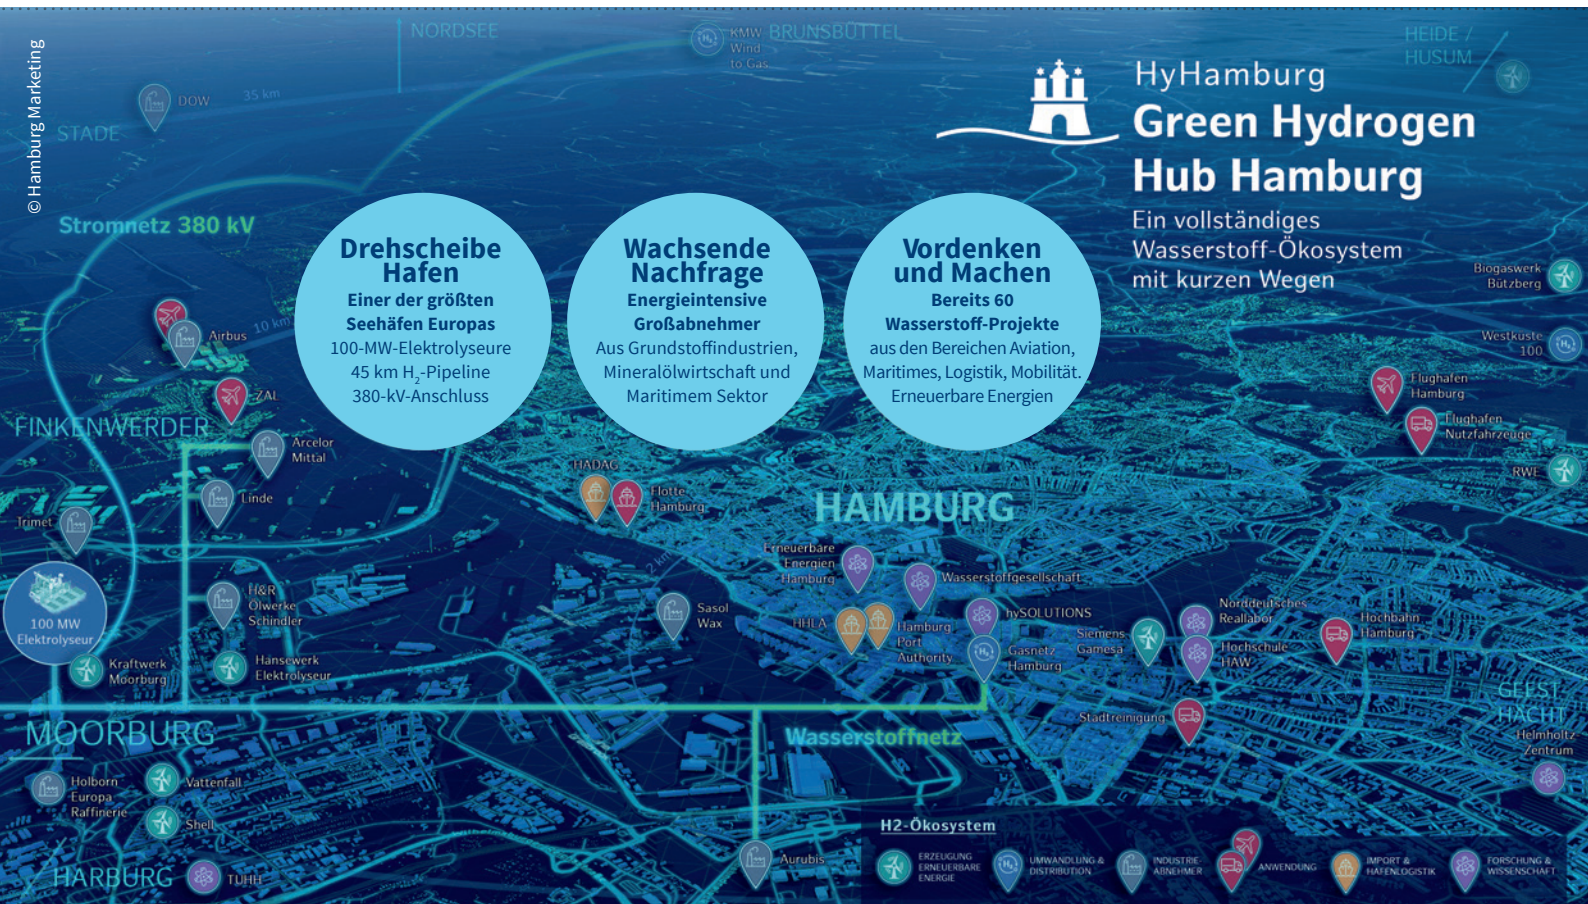 © Hamburg Marketing
NORDSEE
KMW
Wind
to Gas
BRUNSBÜTTEL
HEIDE /
HUSUM
DOW
35 km
STADE
HyHamburg
Green Hydrogen
Hub Hamburg
Ein vollständiges
Wasserstoff-Ökosystem
mit kurzen Wegen
Stromnetz 380 kV
Drehscheibe
Hafen
Einer der größten
Seehäfen Europas
100-MW-Elektrolyseure
45 km H2-Pipeline
380-kV-Anschluss
Wachsende
Nachfrage
Energieintensive
Großabnehmer
Aus Grundstoffindustrien,
Mineralölwirtschaft und
Maritimem Sektor
Vordenken
und Machen
Bereits 60
Wasserstoff-Projekte
aus den Bereichen Aviation,
Maritimes, Logistik, Mobilität.
Erneuerbare Energien
Biogaswerk
Bützberg
Westküste
100
Airbus
10 km
ZAL
Flughafen
Hamburg
Flughafen
Nutzfahrzeuge
RWE
FINKENWERDER
Arcelor
Mittal
Linde
Trimet
HADAG
Flotte
Hamburg
HAMBURG
2 km
Erneuerbare
Energien
Hamburg
Wasserstoffgesellschaft
100 MW
Elektrolyseur
H&R
Ölwerke
Schindler
Sasol
Wax
HHLA
Hamburg
Port
Authority
hySOLUTIONS
Gasnetz
Hamburg
Siemens
Gamesa
Norddeutsches
Reallabor
Hochschule
HAW
Hochbahn
Hamburg
Kraftwerk
Moorburg
Hansewerk
Elektrolyseur
Stadtreinigung
GEEST
HACHT
Helmholtz
Zentrum
MOORBURG
Wasserstoffnetz
Holborn
Europa
Raffinerie
Vattenfall
Shell
HARBURG
TUHH
Aurubis
H2-Ökosystem
ERZEUGUNG
ERNEUERBARE
ENERGIE
H2
UMWANDLUNG &
DISTRIBUTION
INDUSTRIE-
ABNEHMER
ANWENDUNG
IMPORT &
HAFENLOGISTIK
FORSCHUNG &
WISSENSCHAFT